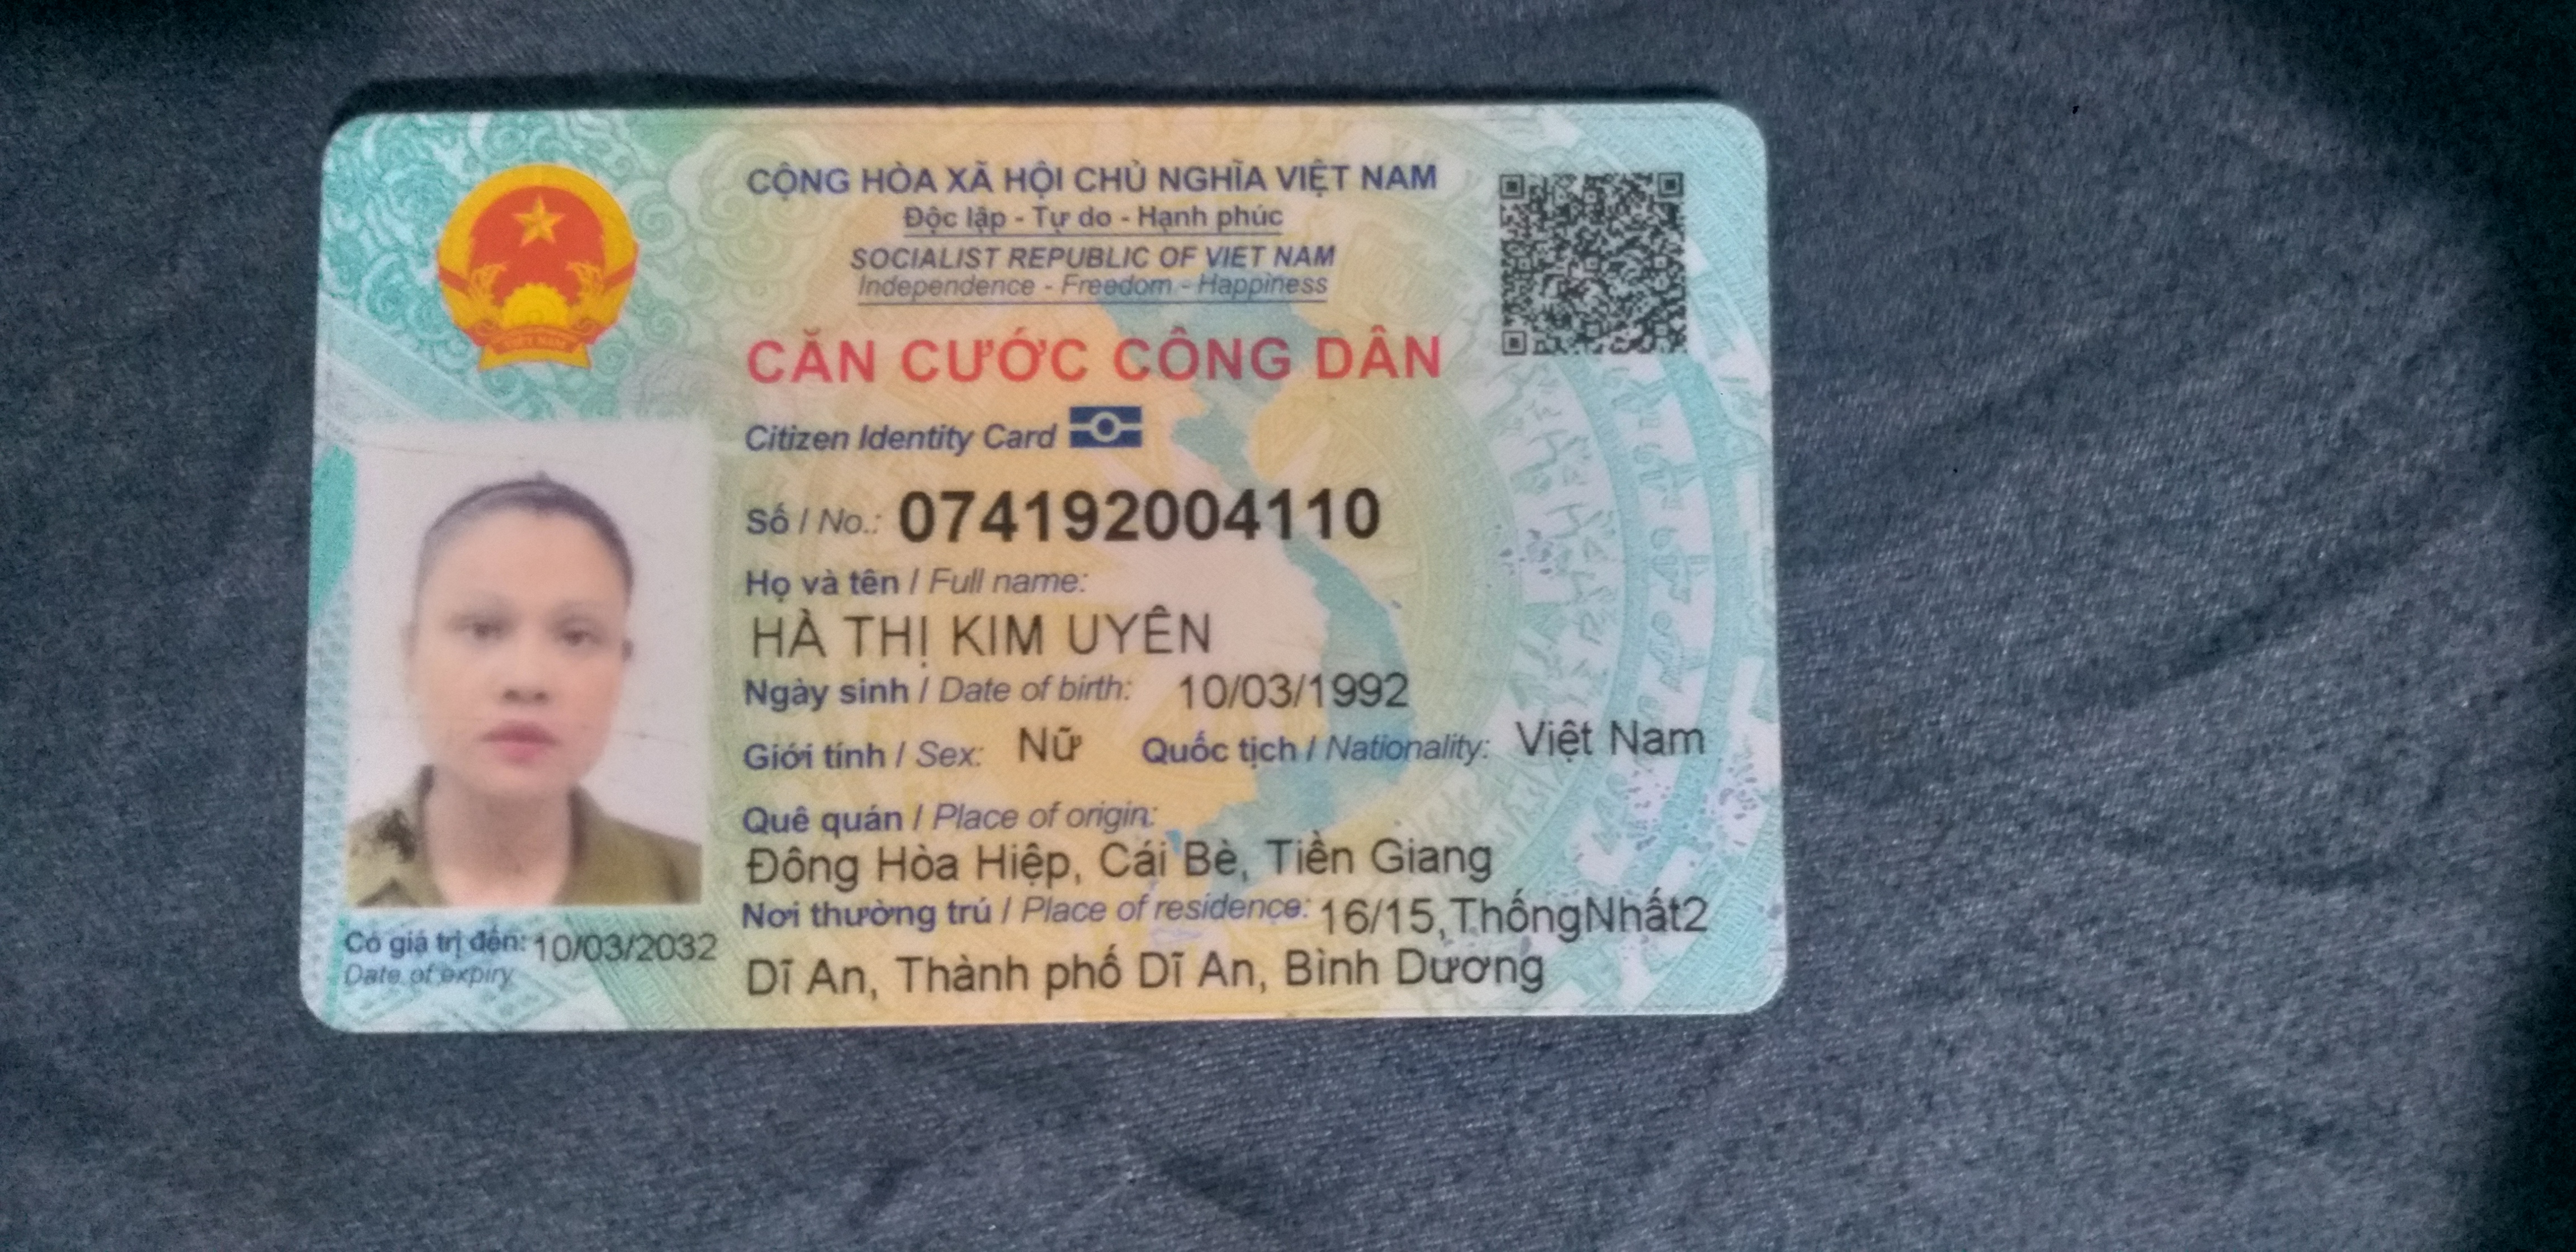 CỘNG HÒA XÃ HỘI CHỦ NGHĨA VIỆT NAM
Độc lập - Tự do - Hạnh phúc
SOCIALIST REPUBLIC OF VIET NAM
Independence - Freedom - Happiness
CĂN CƯỚC CÔNG DÂN
Citizen Identity Card
Số / No.: 074192004110
Họ và tên / Full name:
HÀ THỊ KIM UYÊN
Ngày sinh / Date of birth: 10/03/1992
Giới tính / Sex: Nữ Quốc tịch / Nationality: Việt Nam
Quê quán / Place of origin:
Đông Hòa Hiệp, Cái Bè, Tiền Giang
Nơi thường trú / Place of residence: 16/15,ThốngNhất2
Dĩ An, Thành phố Dĩ An, Bình Dương
Có giá trị đến: 10/03/2032
Date of expiry
VIỆT NAM